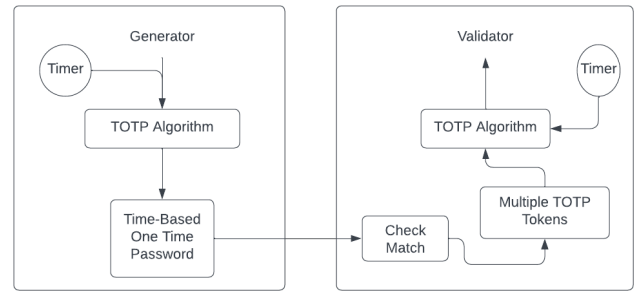 Generator
Timer
TOTP Algorithm
Time-Based
One Time
Password
Validator
Timer
TOTP Algorithm
Multiple TOTP
Tokens
Check
Match